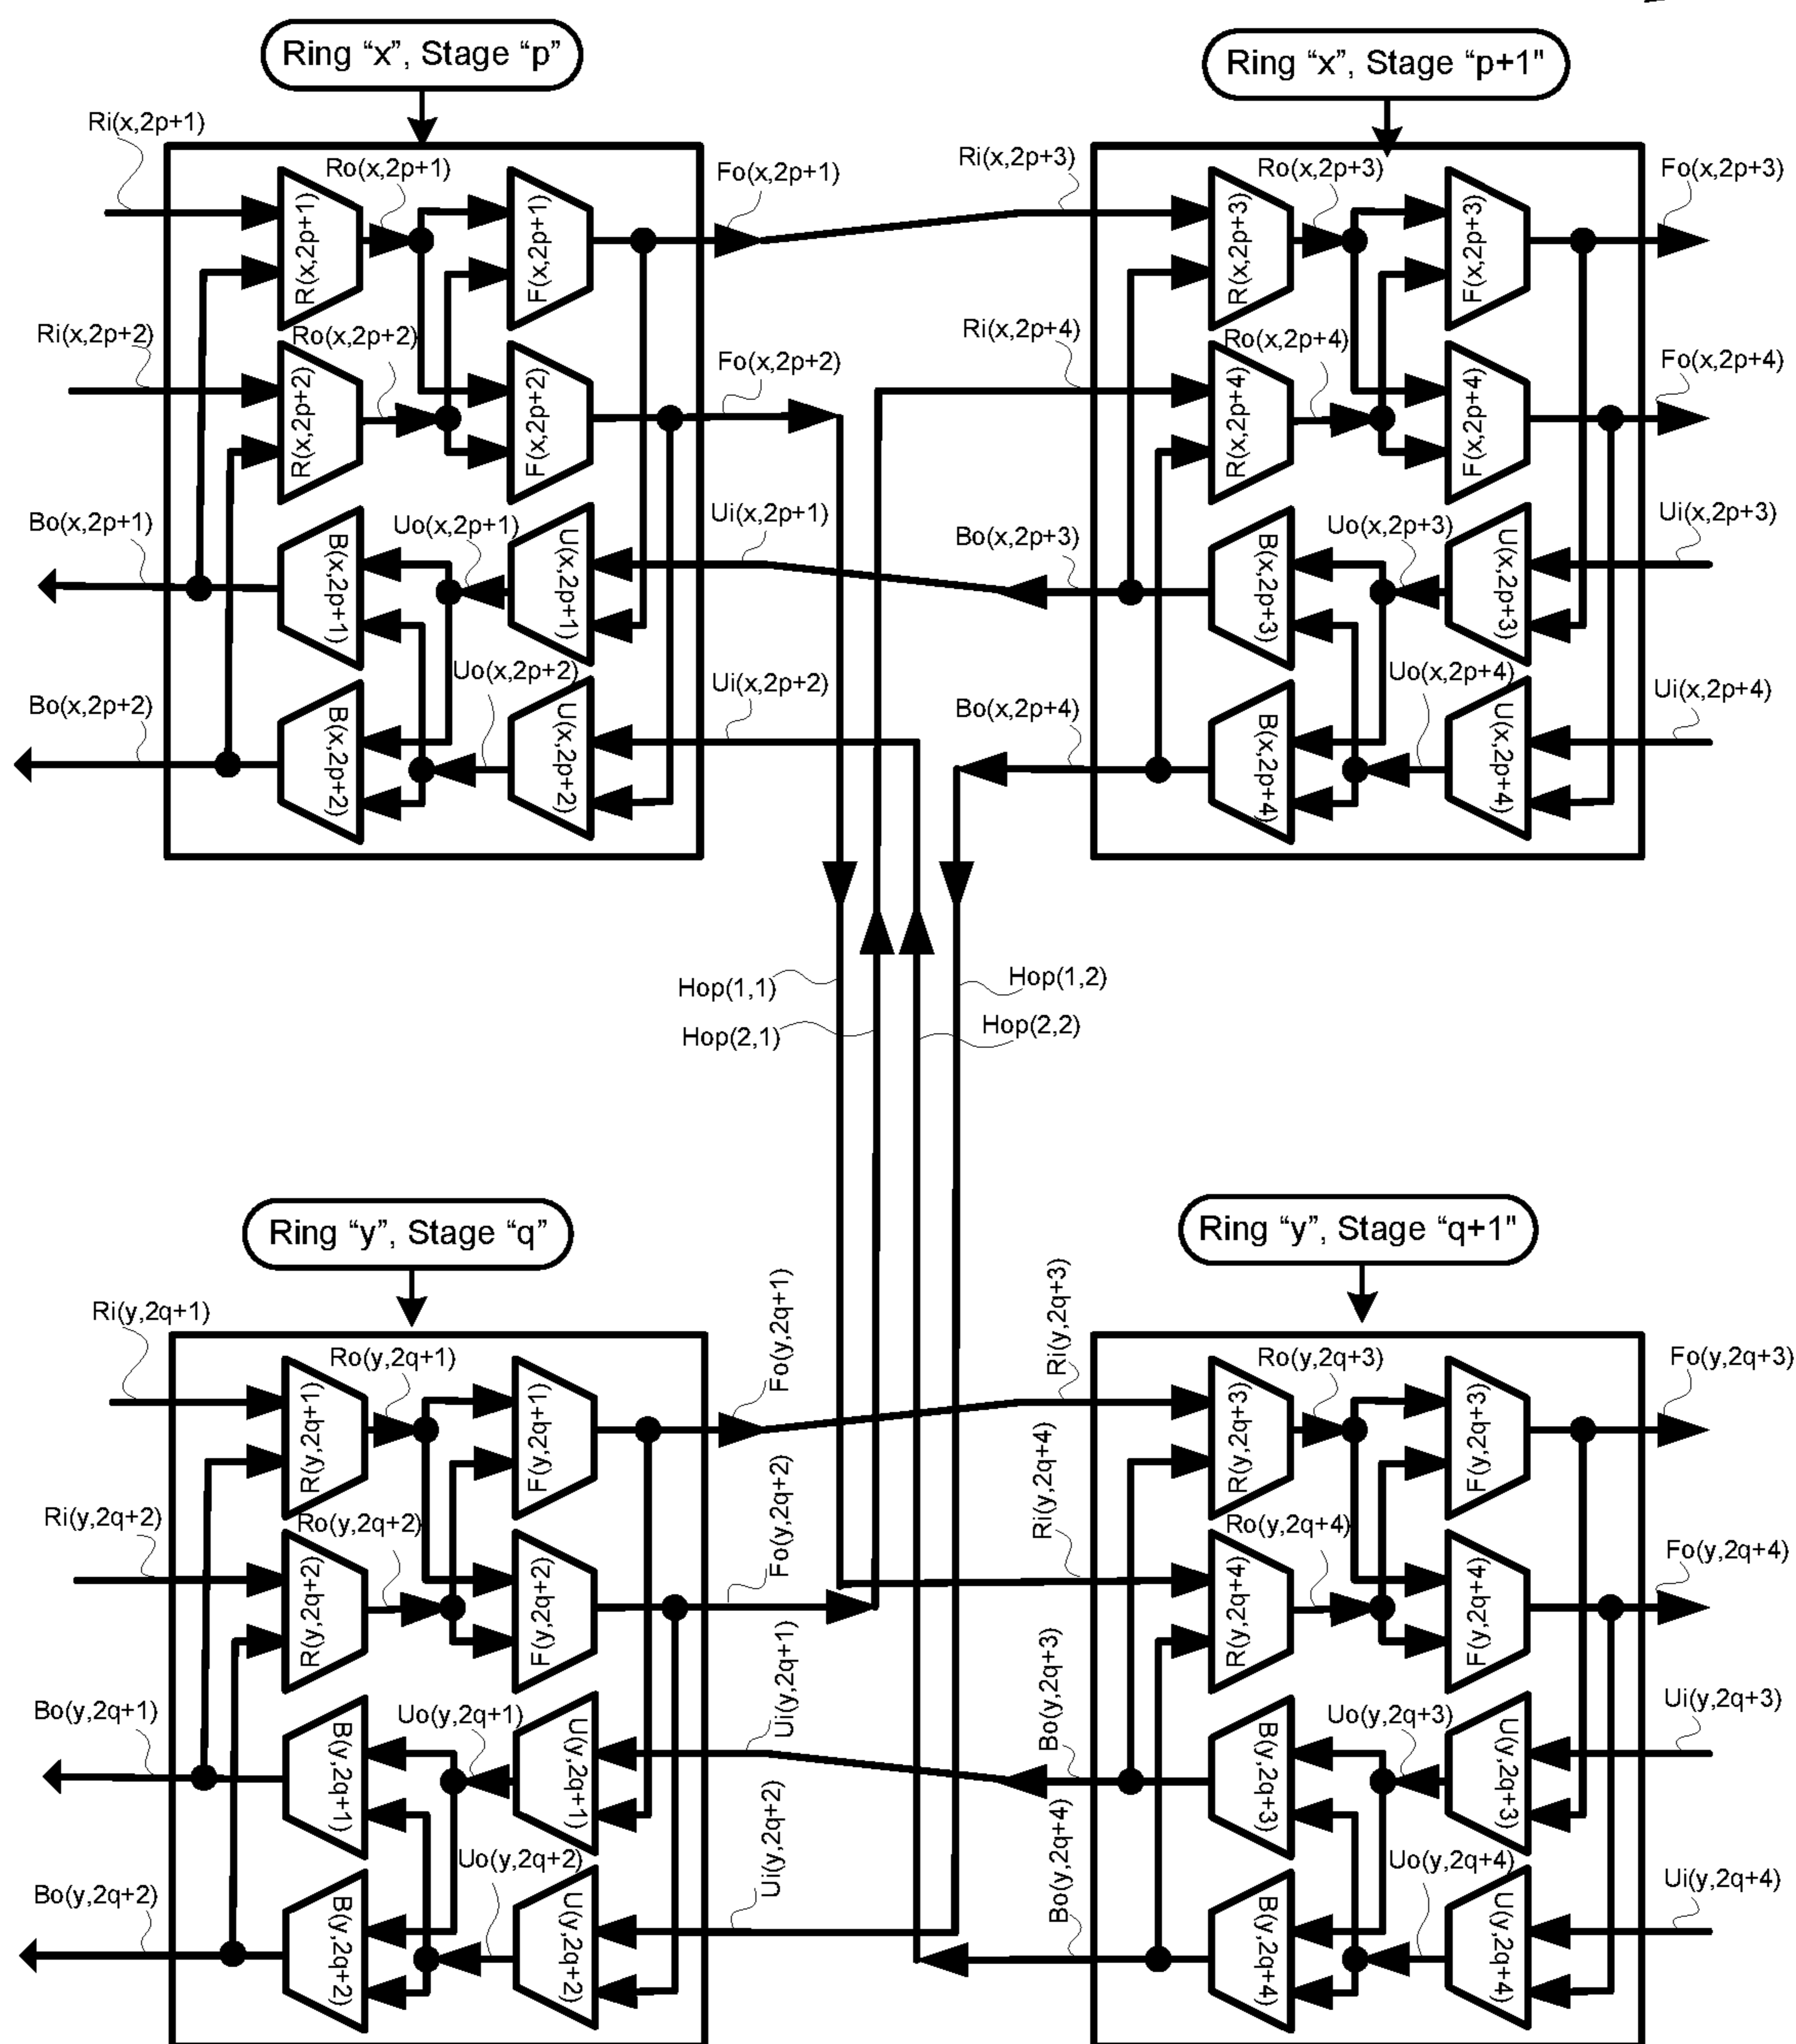 Ring “x”, Stage “p”
Ring “x”, Stage “p+1"
Ri(x,2p+1)
Ro(x,2p+1)
Fo(x,2p+1)
Ri(x,2p+3)
Ro(x,2p+3)
Fo(x,2p+3)
R(x,2p+1)
F(x,2p+1)
R(x,2p+3)
F(x,2p+3)
Ri(x,2p+2)
Ro(x,2p+2)
Fo(x,2p+2)
Ri(x,2p+4)
Ro(x,2p+4)
Fo(x,2p+4)
R(x,2p+2)
F(x,2p+2)
R(x,2p+4)
F(x,2p+4)
Bo(x,2p+1)
Uo(x,2p+1)
Ui(x,2p+1)
Bo(x,2p+3)
Uo(x,2p+3)
Ui(x,2p+3)
B(x,2p+1)
U(x,2p+1)
B(x,2p+3)
U(x,2p+3)
Bo(x,2p+2)
Uo(x,2p+2)
Ui(x,2p+2)
Bo(x,2p+4)
Uo(x,2p+4)
Ui(x,2p+4)
B(x,2p+2)
U(x,2p+2)
B(x,2p+4)
U(x,2p+4)
Hop(1,1)
Hop(1,2)
Hop(2,1)
Hop(2,2)
Ring “y”, Stage “q”
Ring “y”, Stage “q+1"
Ri(y,2q+1)
Ro(y,2q+1)
Fo(y,2q+1)
Ri(y,2q+3)
Ro(y,2q+3)
Fo(y,2q+3)
R(y,2q+1)
F(y,2q+1)
R(y,2q+3)
F(y,2q+3)
Ri(y,2q+2)
Ro(y,2q+2)
Fo(y,2q+2)
Ri(y,2q+4)
Ro(y,2q+4)
Fo(y,2q+4)
R(y,2q+2)
F(y,2q+2)
R(y,2q+4)
F(y,2q+4)
Bo(y,2q+1)
Uo(y,2q+1)
Ui(y,2q+1)
Bo(y,2q+3)
Uo(y,2q+3)
Ui(y,2q+3)
B(y,2q+1)
U(y,2q+1)
B(y,2q+3)
U(y,2q+3)
Bo(y,2q+2)
Uo(y,2q+2)
Ui(y,2q+2)
Bo(y,2q+4)
Uo(y,2q+4)
Ui(y,2q+4)
B(y,2q+2)
U(y,2q+2)
B(y,2q+4)
U(y,2q+4)